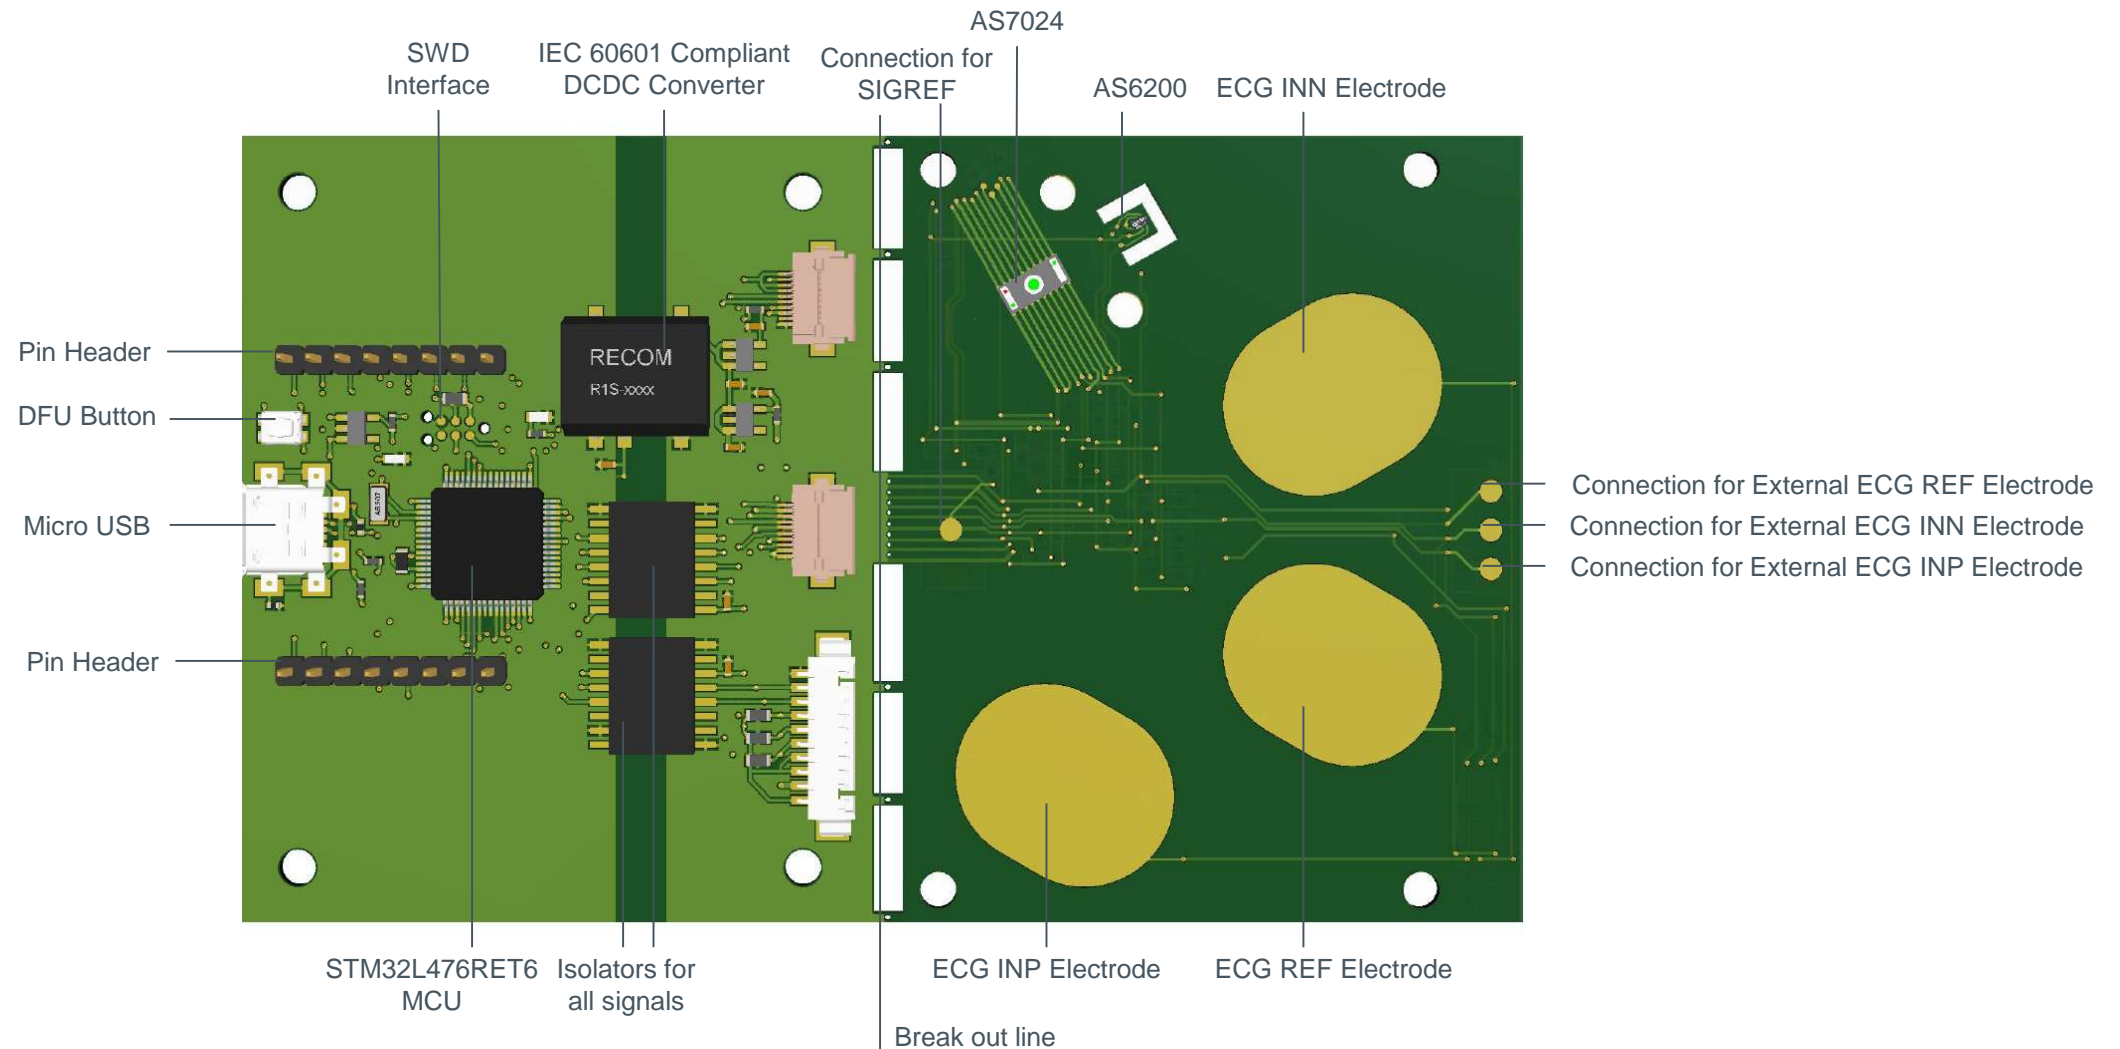 AS7024
SWD
Interface
IEC 60601 Compliant
DCDC Converter
Connection for
SIGREF
AS6200
ECG INN Electrode
Pin Header
RECOM
R1S-xxxx
DFU Button
Connection for External ECG REF Electrode
Micro USB
Connection for External ECG INN Electrode
Connection for External ECG INP Electrode
Pin Header
STM32L476RET6
MCU
Isolators for
all signals
ECG INP Electrode
ECG REF Electrode
Break out line